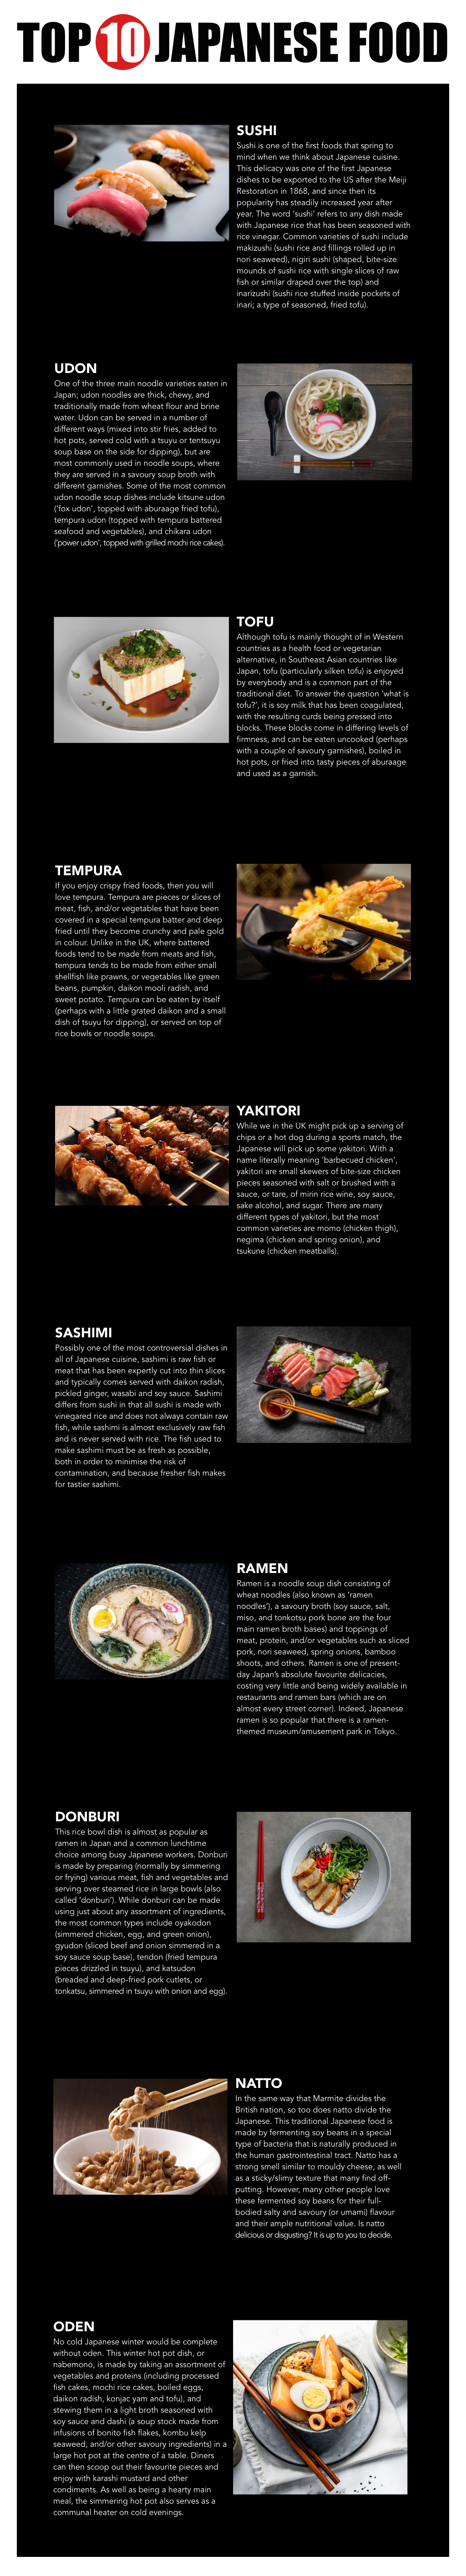 TOP 10 JAPANESE FOOD
SUSHI
Sushi is one of the first foods that spring to
mind when we think about Japanese cuisine.
This delicacy was one of the first Japanese
dishes to be exported to the US after the Meiji
Restoration in 1868, and since then its
popularity has steadily increased year after
year. The word ‘sushi’ refers to any dish made
with Japanese rice that has been seasoned with
rice vinegar. Common varieties of sushi include
makizushi (sushi rice and fillings rolled up in
nori seaweed), nigiri sushi (shaped, bite-size
mounds of sushi rice with single slices of raw
fish or similar draped over the top) and
inarizushi (sushi rice stuffed inside pockets of
inari; a type of seasoned, fried tofu).
UDON
One of the three main noodle varieties eaten in
Japan; udon noodles are thick, chewy, and
traditionally made from wheat flour and brine
water. Udon can be served in a number of
different ways (mixed into stir fries, added to
hot pots, served cold with a tsuyu or tentsuyu
soup base on the side for dipping), but are
most commonly used in noodle soups, where
they are served in a savoury soup broth with
different garnishes. Some of the most common
udon noodle soup dishes include kitsune udon
(‘fox udon’, topped with aburaage fried tofu),
tempura udon (topped with tempura battered
seafood and vegetables), and chikara udon
(‘power udon’, topped with grilled mochi rice cakes).
TOFU
Although tofu is mainly thought of in Western
countries as a health food or vegetarian
alternative, in Southeast Asian countries like
Japan, tofu (particularly silken tofu) is enjoyed
by everybody and is a common part of the
traditional diet. To answer the question ‘what is
tofu?’, it is soy milk that has been coagulated,
with the resulting curds being pressed into
blocks. These blocks come in differing levels of
firmness, and can be eaten uncooked (perhaps
with a couple of savoury garnishes), boiled in
hot pots, or fried into tasty pieces of aburaage
and used as a garnish.
TEMPURA
If you enjoy crispy fried foods, then you will
love tempura. Tempura are pieces or slices of
meat, fish, and/or vegetables that have been
covered in a special tempura batter and deep
fried until they become crunchy and pale gold
in colour. Unlike in the UK, where battered
foods tend to be made from meats and fish,
tempura tends to be made from either small
shellfish like prawns, or vegetables like green
beans, pumpkin, daikon mooli radish, and
sweet potato. Tempura can be eaten by itself
(perhaps with a little grated daikon and a small
dish of tsuyu for dipping), or served on top of
rice bowls or noodle soups.
YAKITORI
While we in the UK might pick up a serving of
chips or a hot dog during a sports match, the
Japanese will pick up some yakitori. With a
name literally meaning ‘barbecued chicken’,
yakitori are small skewers of bite-size chicken
pieces seasoned with salt or brushed with a
sauce, or tare, of mirin rice wine, soy sauce,
sake alcohol, and sugar. There are many
different types of yakitori, but the most
common varieties are momo (chicken thigh),
negima (chicken and spring onion), and
tsukune (chicken meatballs).
SASHIMI
Possibly one of the most controversial dishes in
all of Japanese cuisine, sashimi is raw fish or
meat that has been expertly cut into thin slices
and typically comes served with daikon radish,
pickled ginger, wasabi and soy sauce. Sashimi
differs from sushi in that all sushi is made with
vinegared rice and does not always contain raw
fish, while sashimi is almost exclusively raw fish
and is never served with rice. The fish used to
make sashimi must be as fresh as possible,
both in order to minimise the risk of
contamination, and because fresher fish makes
for tastier sashimi.
RAMEN
Ramen is a noodle soup dish consisting of
wheat noodles (also known as ‘ramen
noodles’), a savoury broth (soy sauce, salt,
miso, and tonkotsu pork bone are the four
main ramen broth bases) and toppings of
meat, protein, and/or vegetables such as sliced
pork, nori seaweed, spring onions, bamboo
shoots, and others. Ramen is one of present-
day Japan’s absolute favourite delicacies,
costing very little and being widely available in
restaurants and ramen bars (which are on
almost every street corner). Indeed, Japanese
ramen is so popular that there is a ramen-
themed museum/amusement park in Tokyo.
DONBURI
This rice bowl dish is almost as popular as
ramen in Japan and a common lunchtime
choice among busy Japanese workers. Donburi
is made by preparing (normally by simmering
or frying) various meat, fish and vegetables and
serving over steamed rice in large bowls (also
called ‘donburi’). While donburi can be made
using just about any assortment of ingredients,
the most common types include oyakodon
(simmered chicken, egg, and green onion),
gyudon (sliced beef and onion simmered in a
soy sauce soup base), tendon (fried tempura
pieces drizzled in tsuyu), and katsudon
(breaded and deep-fried pork cutlets, or
tonkatsu, simmered in tsuyu with onion and egg).
NATTO
In the same way that Marmite divides the
British nation, so too does natto divide the
Japanese. This traditional Japanese food is
made by fermenting soy beans in a special
type of bacteria that is naturally produced in
the human gastrointestinal tract. Natto has a
strong smell similar to mouldy cheese, as well
as a sticky/slimy texture that many find off-
putting. However, many other people love
these fermented soy beans for their full-
bodied salty and savoury (or umami) flavour
and their ample nutritional value. Is natto
delicious or disgusting? It is up to you to decide.
ODEN
No cold Japanese winter would be complete
without oden. This winter hot pot dish, or
nabemono, is made by taking an assortment of
vegetables and proteins (including processed
fish cakes, mochi rice cakes, boiled eggs,
daikon radish, konjac yam and tofu), and
stewing them in a light broth seasoned with
soy sauce and dashi (a soup stock made from
infusions of bonito fish flakes, kombu kelp
seaweed, and/or other savoury ingredients) in a
large hot pot at the centre of a table. Diners
can then scoop out their favourite pieces and
enjoy with karashi mustard and other
condiments. As well as being a hearty main
meal, the simmering hot pot also serves as a
communal heater on cold evenings.